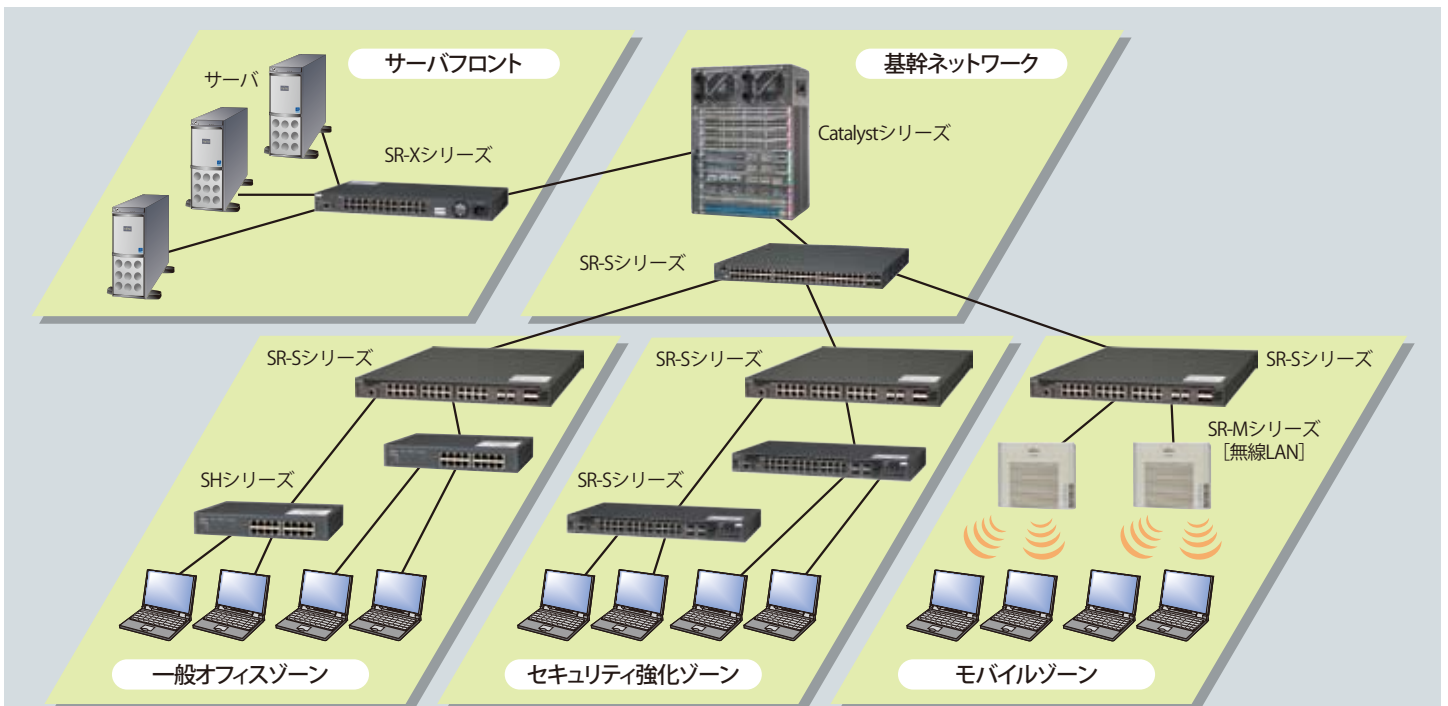 サーバフロント
サーバ
SR-Xシリーズ
基幹ネットワーク
Catalystシリーズ
SR-Sシリーズ
SR-Sシリーズ
SHシリーズ
一般オフィスゾーン
SR-Sシリーズ
SR-Sシリーズ
セキュリティ強化ゾーン
SR-Sシリーズ
SR-Mシリーズ
［無線LAN］
モバイルゾーン